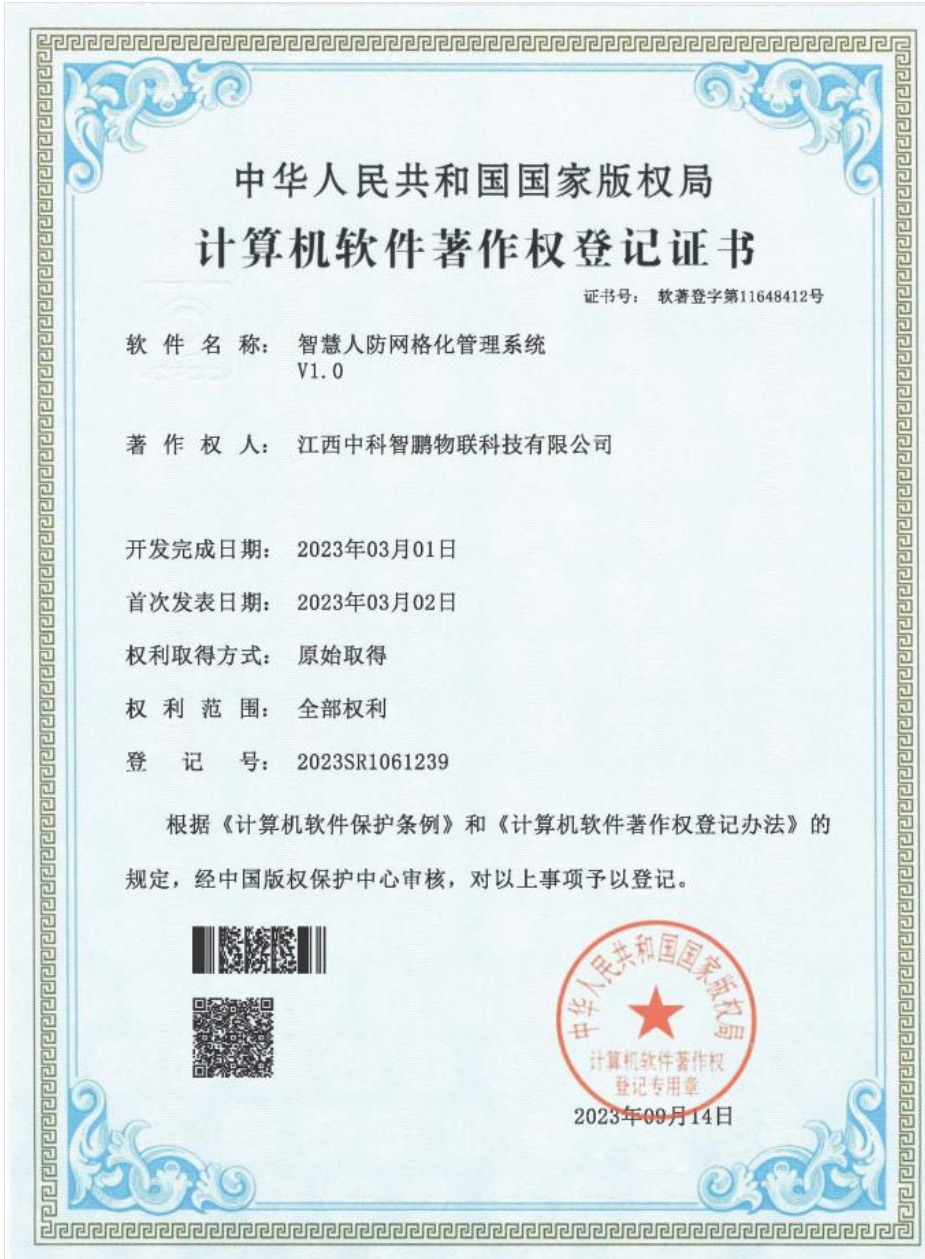 中华人民共和国国家版权局
计算机软件著作权登记证书
证书号： 软著登字第11648412号
软件名称： 智慧人防网格化管理系统
V1.0
著作权人： 江西中科智鹏物联科技有限公司
开发完成日期： 2023年03月01日
首次发表日期： 2023年03月02日
权利取得方式： 原始取得
权利范围： 全部权利
登记号： 2023SR1061239
根据《计算机软件保护条例》和《计算机软件著作权登记办法》的
规定，经中国版权保护中心审核，对以上事项予以登记。
中华人民共和国国家版权局
计算机软件著作权
登记专用章
2023年09月14日